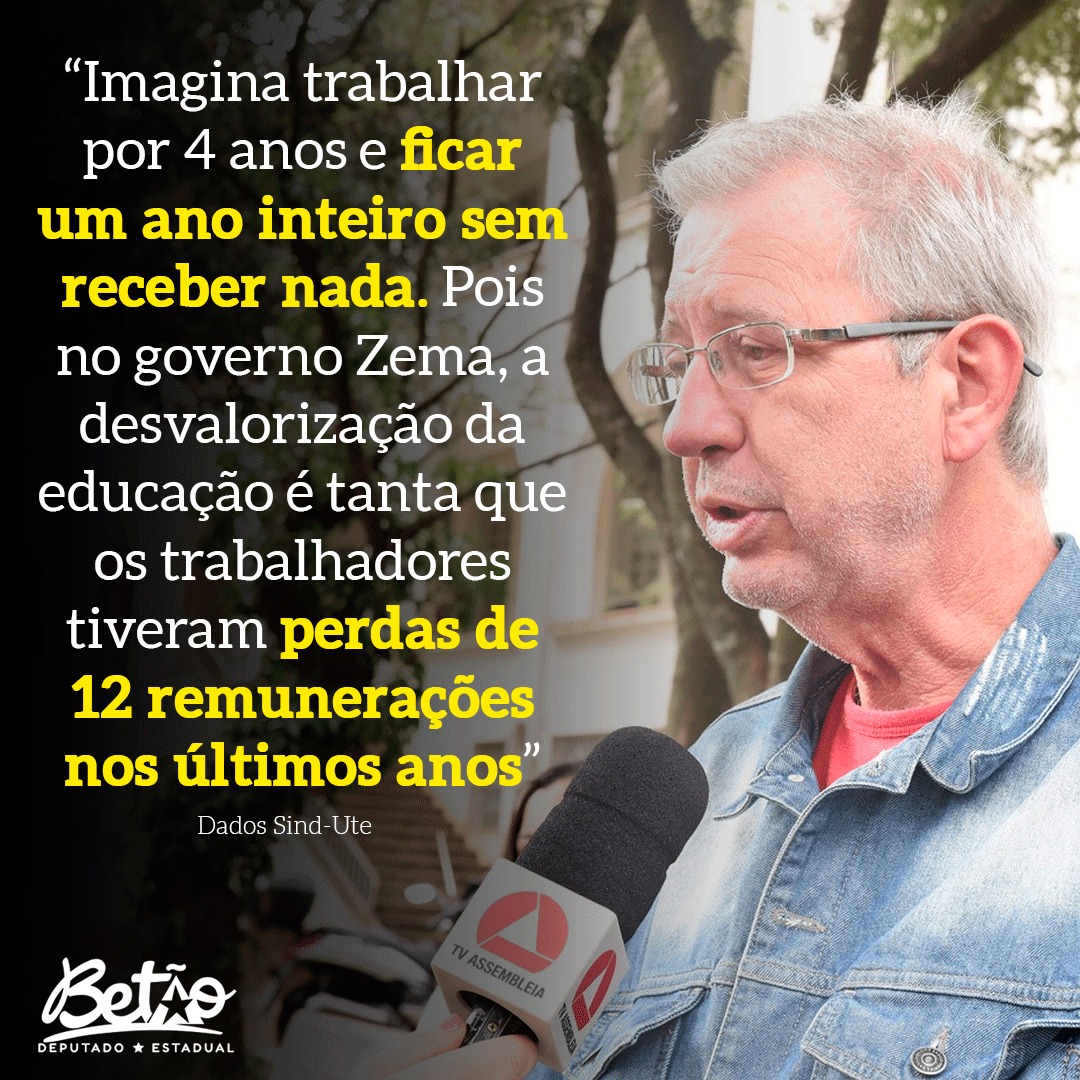 “Imagina trabalhar
por 4 anos e ficar
um ano inteiro sem
receber nada. Pois
no governo Zema, a
desvalorização da
educação é tanta que
os trabalhadores
tiveram perdas de
12 remunerações
nos últimos anos”
Dados Sind-Ute
TV ASSEMBLEIA
TV ASSEMBLEIA
Betão
DEPUTADO ★ ESTADUAL